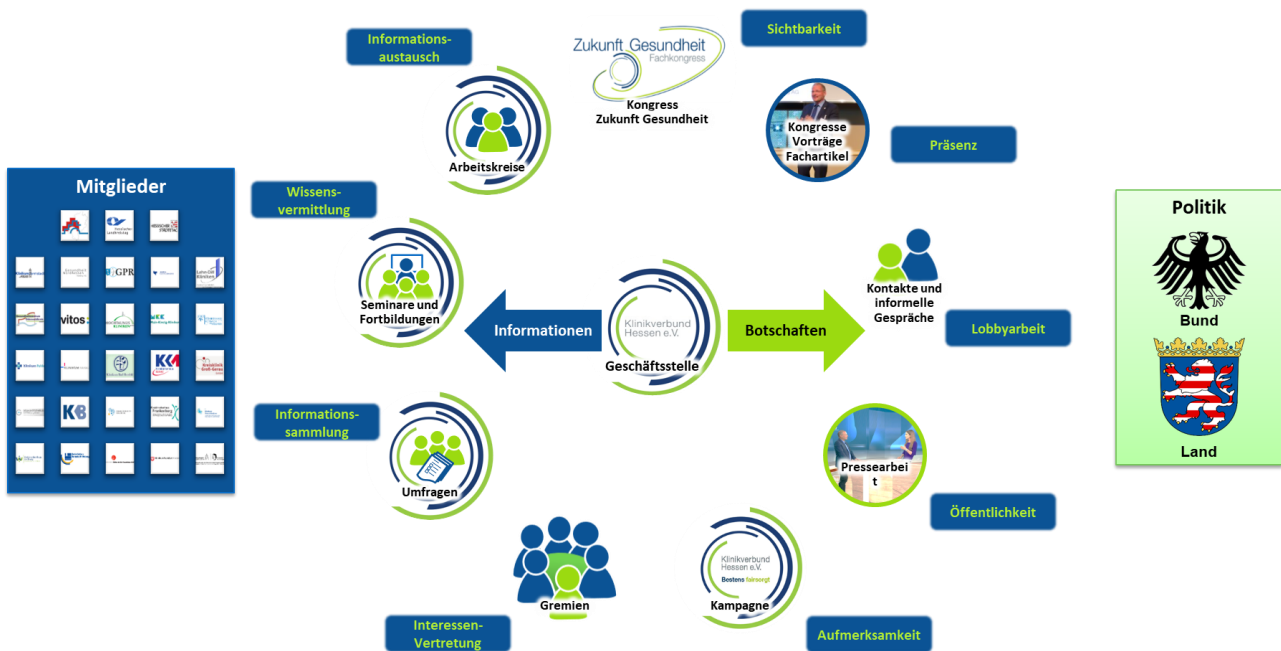 Informations-
austausch
Zukunft Gesundheit
Fachkongress
Kongress
Zukunft Gesundheit
Sichtbarkeit
Arbeitskreise
Kongresse
Vorträge
Fachartikel
Präsenz
Mitglieder
GPR
vitos
KKA
KB
Wissens-
vermittlung
Seminare und
Fortbildungen
Informationen
Klinikverbund
Hessen e.V.
Geschäftsstelle
Botschaften
Kontakte und
informelle
Gespräche
Lobbyarbeit
Politik
Bund
Land
Informations-
sammlung
Umfragen
Pressearbei
t
Öffentlichkeit
Gremien
Interessen-
Vertretung
Klinikverbund
Hessen e.V.
Bestens fairsorgt
Kampagne
Aufmerksamkeit